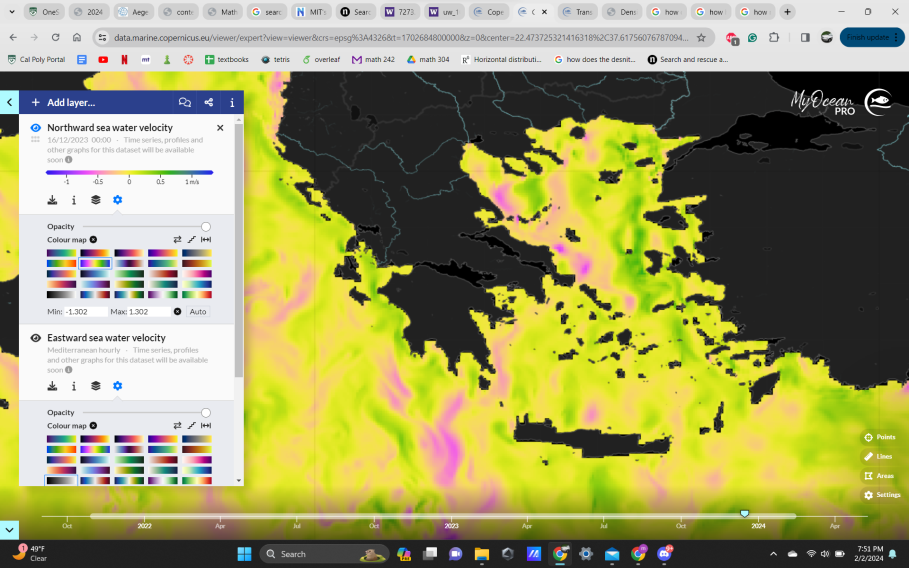 OneS
2024
Aege
cont
Math
searc
MIT's
Searc
7273
uw_1
Cope
C
Trans
Dens
how
how
how
data.marine.copernicus.eu/viewer/expert?view=viewer&crs=epsg%3A4326&t=1702684800000&z=0&center=22.473725321416318%2C37.61756076787094...
Finish update
Cal Poly Portal
textbooks
tetris
overleaf
math 242
math 304
Horizontal distributi...
how does the desnit...
Search and rescue a...
+ Add layer...
MyOcean
PRO
Northward sea water velocity
16/12/2023 00:00 - Time series, profiles and
other graphs for this dataset will be available
soon
-1 -0.5 0 0.5 1 m/s
Opacity
Colour map
Min: -1.302 Max: 1.302 Auto
Eastward sea water velocity
Mediterranean hourly - Time series, profiles
and other graphs for this dataset will be available
soon
Opacity
Colour map
Points
Lines
Areas
Settings
Oct 2022 Apr Jul Oct 2023 Apr Jul Oct 2024 Apr
49°F
Clear
Search
7:51 PM
2/2/2024